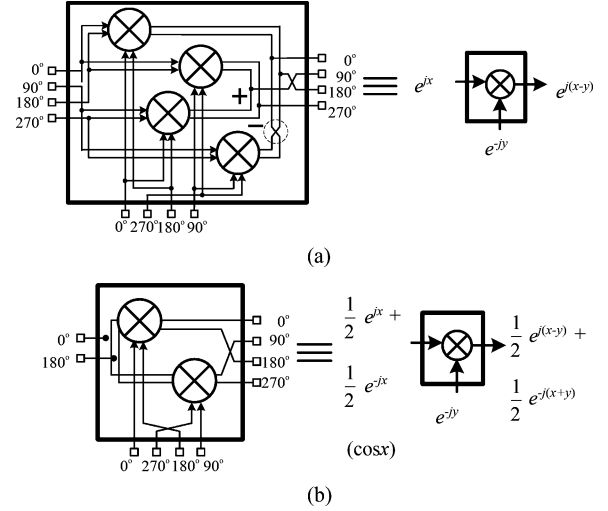 0°
90°
180°
270°
+
−
0°
90°
180°
270°
0° 270° 180° 90°
e^{jx}
e^{j(x-y)}
e^{-jy}
(a)
0°
180°
0°
90°
180°
270°
0° 270° 180° 90°
1/2 e^{jx} +
1/2 e^{-jx}
(cosx)
e^{-jy}
1/2 e^{j(x-y)} +
1/2 e^{-j(x+y)}
(b)